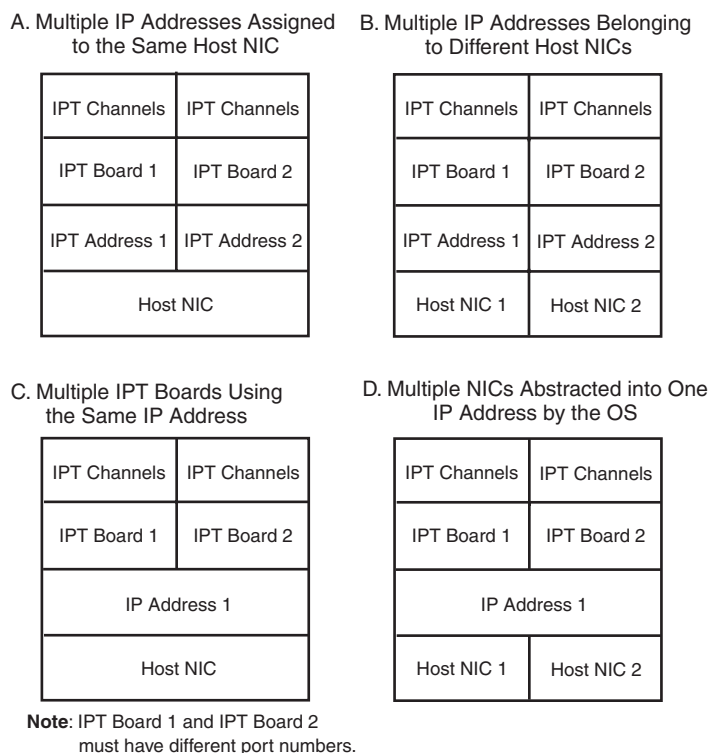 A. Multiple IP Addresses Assigned
to the Same Host NIC
IPT Channels IPT Channels
IPT Board 1 IPT Board 2
IPT Address 1 IPT Address 2
Host NIC
B. Multiple IP Addresses Belonging
to Different Host NICs
IPT Channels IPT Channels
IPT Board 1 IPT Board 2
IPT Address 1 IPT Address 2
Host NIC 1 Host NIC 2
C. Multiple IPT Boards Using
the Same IP Address
IPT Channels IPT Channels
IPT Board 1 IPT Board 2
IP Address 1
Host NIC
Note: IPT Board 1 and IPT Board 2
must have different port numbers.
D. Multiple NICs Abstracted into One
IP Address by the OS
IPT Channels IPT Channels
IPT Board 1 IPT Board 2
IP Address 1
Host NIC 1 Host NIC 2